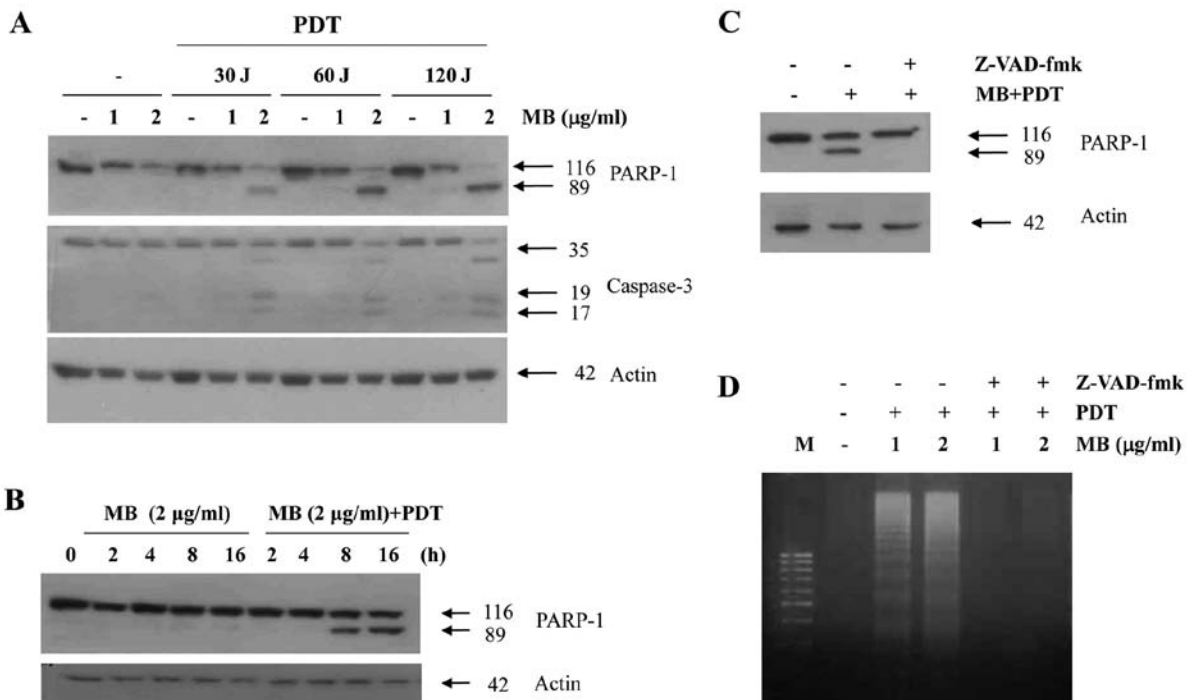 A
PDT
- 30 J 60 J 120 J
- 1 2 - 1 2 - 1 2 - 1 2 MB (μg/ml)
116
PARP-1
89
35
Caspase-3
19
17
42 Actin
B
MB (2 μg/ml) MB (2 μg/ml)+PDT
0 2 4 8 16 2 4 8 16 (h)
116
PARP-1
89
42 Actin
C
- - + Z-VAD-fmk
- + + MB+PDT
116
PARP-1
89
42 Actin
D
- - - + + Z-VAD-fmk
- + + + + PDT
M - 1 2 1 2 MB (μg/ml)